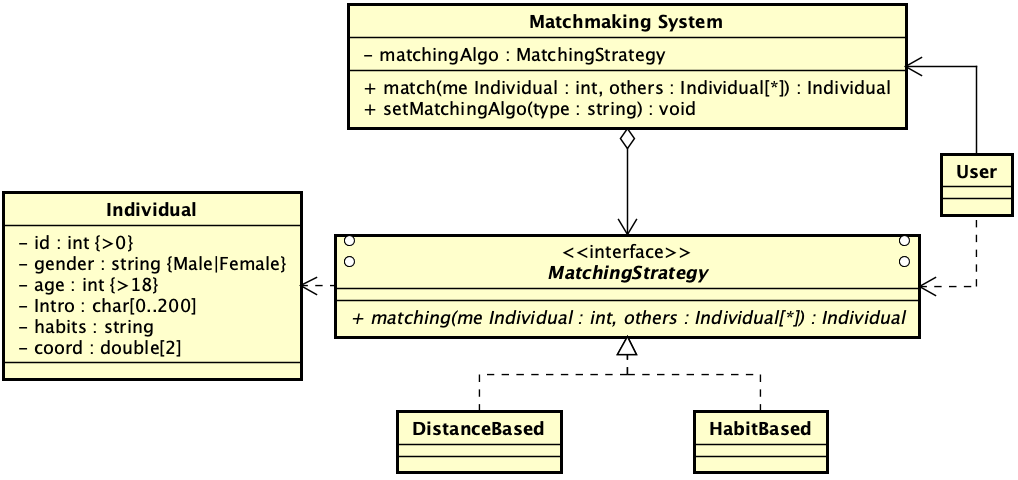 Matchmaking System
- matchingAlgo : MatchingStrategy
+ match(me Individual : int, others : Individual[*]) : Individual
+ setMatchingAlgo(type : string) : void
User
Individual
- id : int {>0}
- gender : string {Male|Female}
- age : int {>18}
- Intro : char[0..200]
- habits : string
- coord : double[2]
<<interface>>
MatchingStrategy
+ matching(me Individual : int, others : Individual[*]) : Individual
DistanceBased
HabitBased